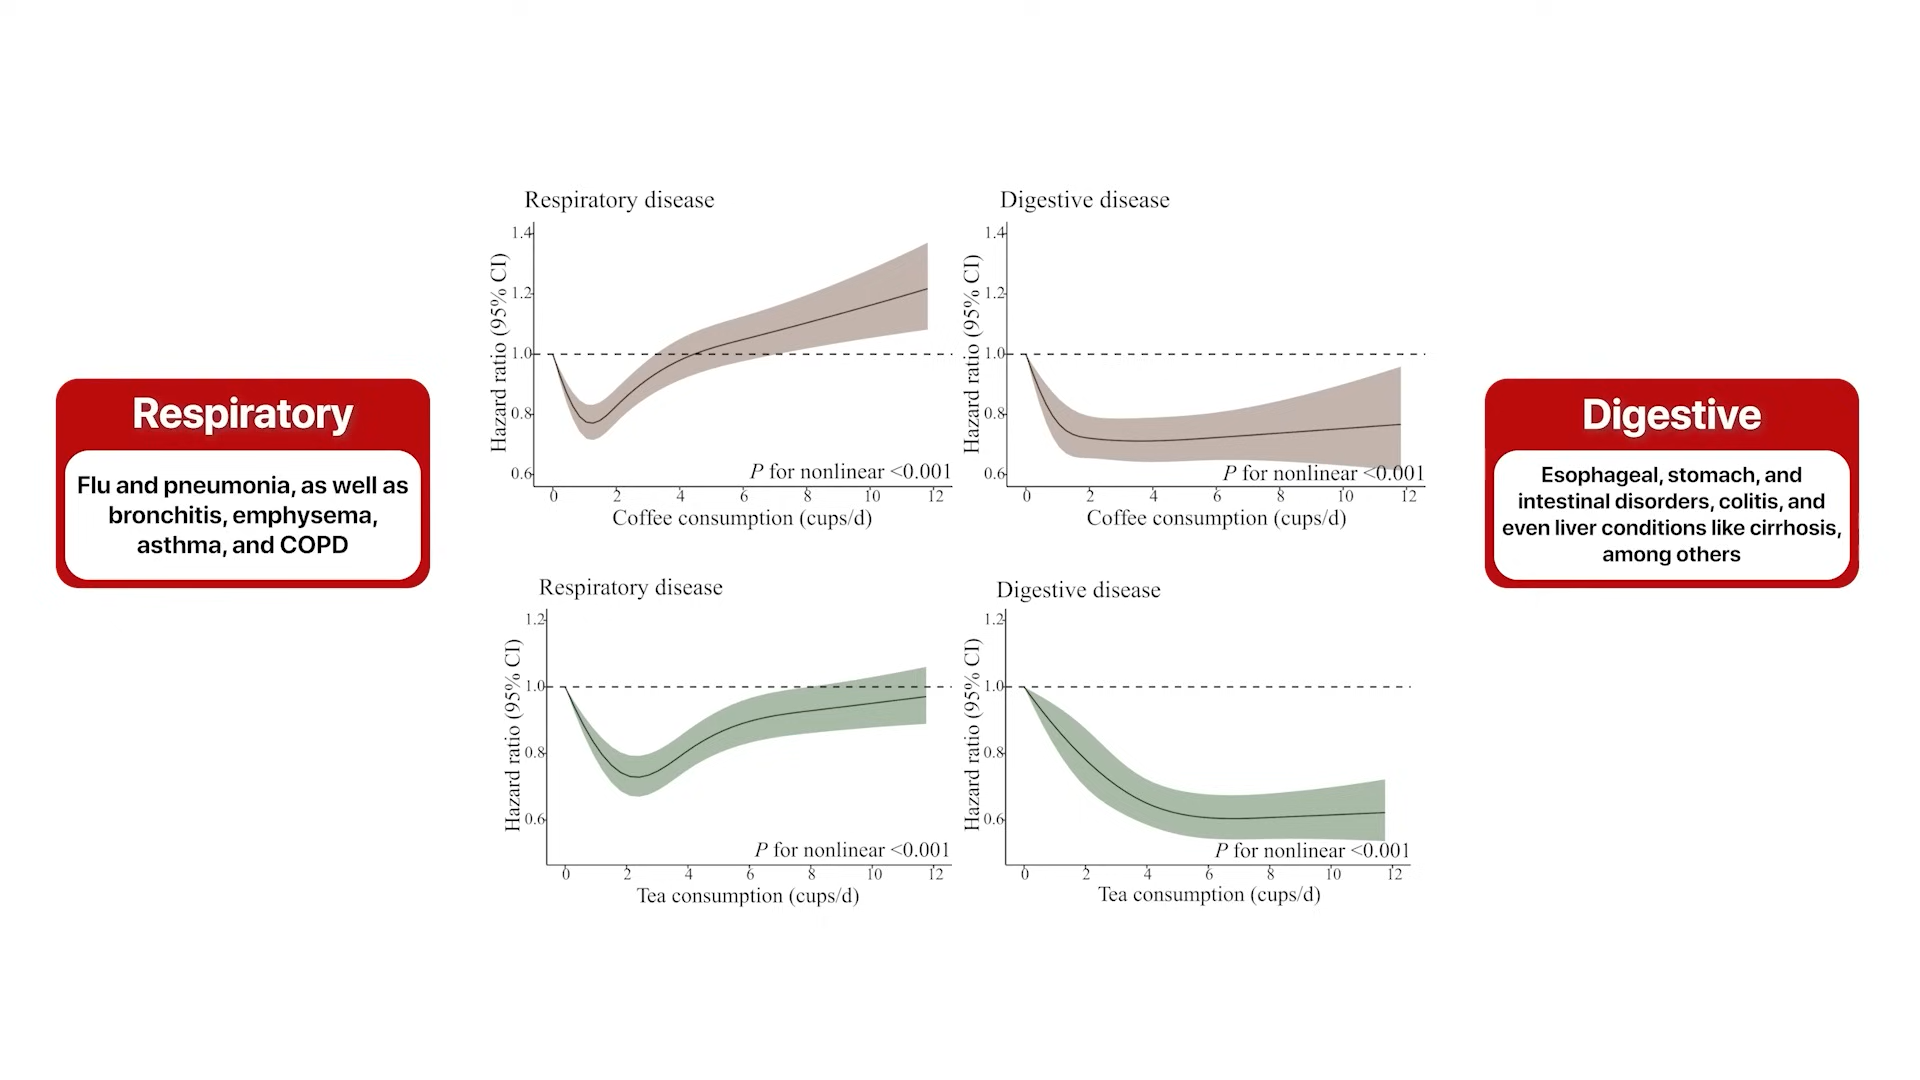 Respiratory
Flu and pneumonia, as well as
bronchitis, emphysema,
asthma, and COPD
Respiratory disease
Hazard ratio (95% CI)
1.4
1.2
1.0
0.8
0.6
P for nonlinear <0.001
0 2 4 6 8 10 12
Coffee consumption (cups/d)
Digestive disease
Hazard ratio (95% CI)
1.4
1.2
1.0
0.8
0.6
P for nonlinear <0.001
0 2 4 6 8 10 12
Coffee consumption (cups/d)
Respiratory disease
Hazard ratio (95% CI)
1.2
1.0
0.8
0.6
P for nonlinear <0.001
0 2 4 6 8 10 12
Tea consumption (cups/d)
Digestive disease
Hazard ratio (95% CI)
1.2
1.0
0.8
0.6
P for nonlinear <0.001
0 2 4 6 8 10 12
Tea consumption (cups/d)
Digestive
Esophageal, stomach, and
intestinal disorders, colitis, and
even liver conditions like cirrhosis,
among others